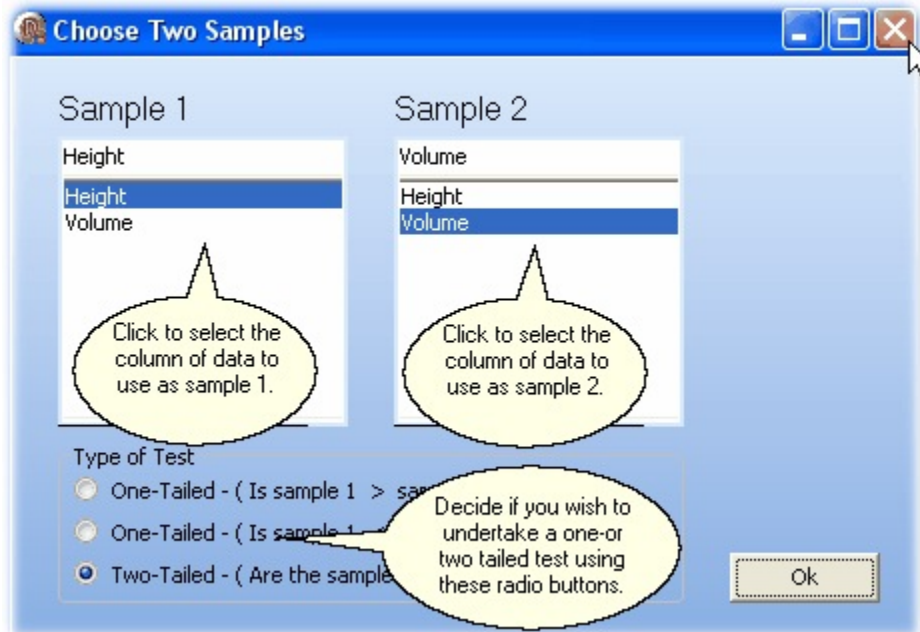 Choose Two Samples
Sample 1
Sample 2
Height
Height
Volume
Volume
Height
Volume
Click to select the
column of data to
use as sample 1.
Click to select the
column of data to
use as sample 2.
Type of Test
One-Tailed - ( Is sample 1 >
One-Tailed - ( Is sample 1
Two-Tailed - ( Are the sample
Decide if you wish to
undertake a one-or
two tailed test using
these radio buttons.
Ok